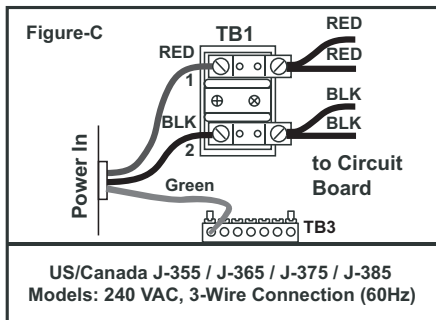 Figure-C
TB1
RED
1
RED
RED
BLK
2
BLK
BLK
Power In
Green
to Circuit
Board
TB3
US/Canada J-355 / J-365 / J-375 / J-385
Models: 240 VAC, 3-Wire Connection (60Hz)